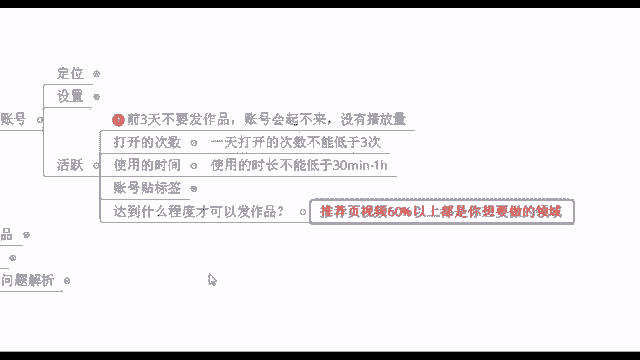 定位
设置
账号
前3天不要发作品，账号会起不来，没有播放量
打开的次数 一天打开的次数不能低于3次
活跃 使用的时间 使用的时长不能低于30min-1h
账号贴标签
达到什么程度才可以发作品？ 推荐页视频60%以上都是你想要做的领域
品
问题解析